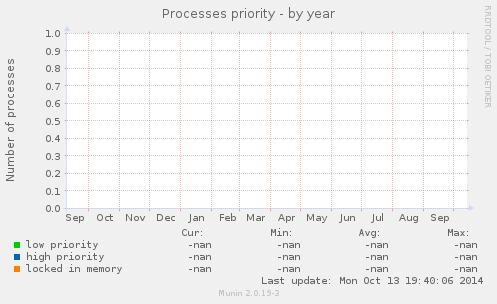 Processes priority - by year
RRDTOOL / TOBI OETIKER
Number of processes
1.0
0.9
0.8
0.7
0.6
0.5
0.4
0.3
0.2
0.1
0.0
Sep Oct Nov Dec Jan Feb Mar Apr May Jun Jul Aug Sep
Cur: Min: Avg: Max:
low priority -nan -nan -nan -nan
high priority -nan -nan -nan -nan
locked in memory -nan -nan -nan -nan
Last update: Mon Oct 13 19:40:06 2014
Munin 2.0.19-3